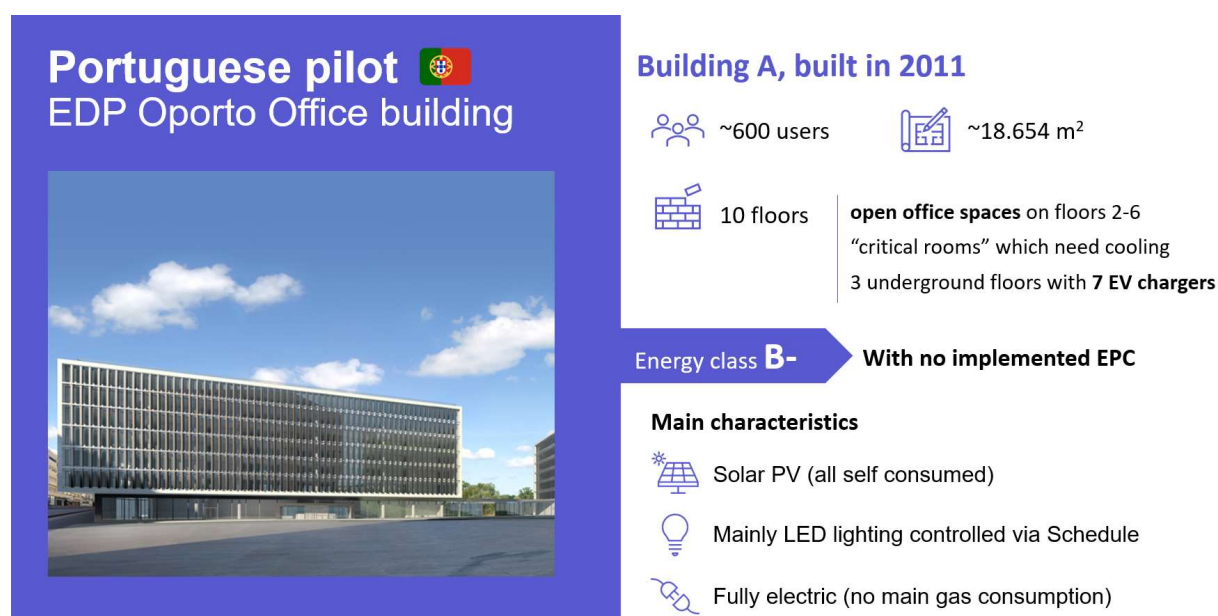 Portuguese pilot
EDP Oporto Office building
Building A, built in 2011
~600 users
~18.654 m²
10 floors
open office spaces on floors 2-6
“critical rooms” which need cooling
3 underground floors with 7 EV chargers
Energy class B-
With no implemented EPC
Main characteristics
Solar PV (all self consumed)
Mainly LED lighting controlled via Schedule
Fully electric (no main gas consumption)